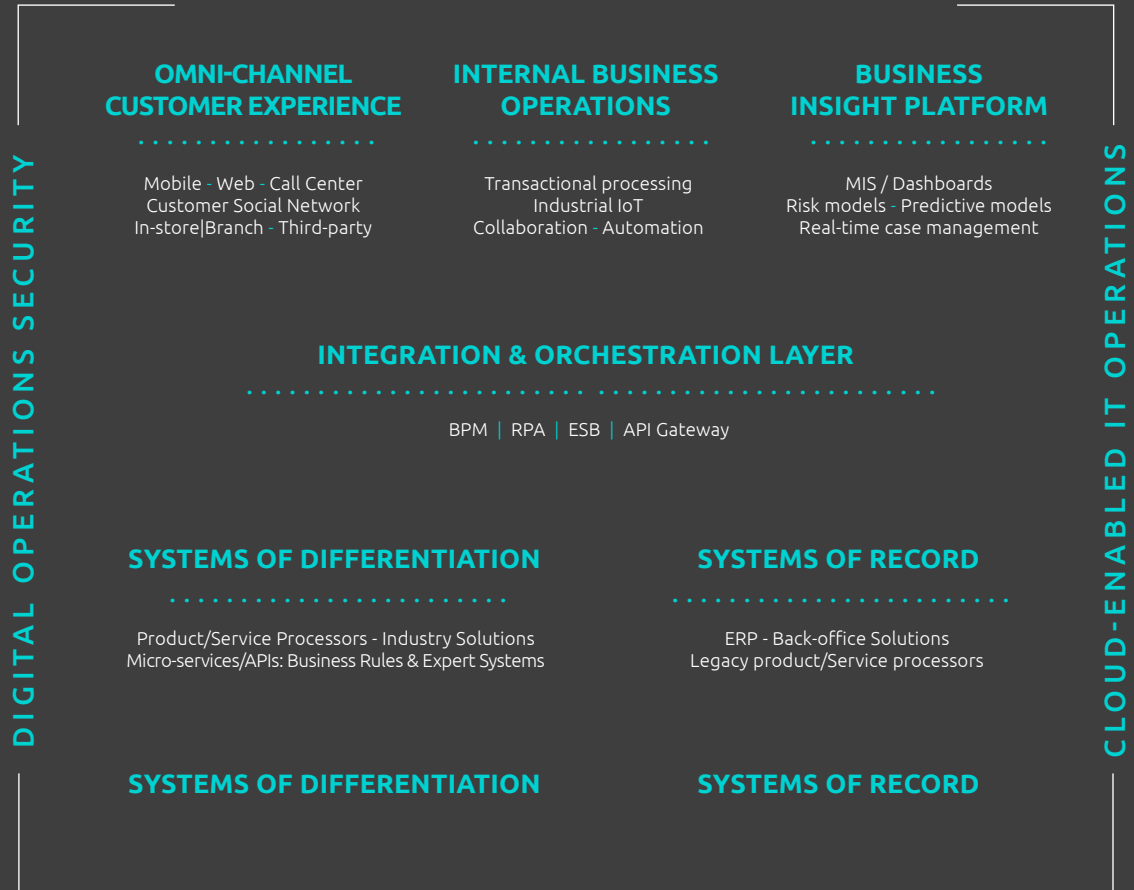 OMNI-CHANNEL
CUSTOMER EXPERIENCE
Mobile - Web - Call Center
Customer Social Network
In-store|Branch - Third-party
INTERNAL BUSINESS
OPERATIONS
Transactional processing
Industrial IoT
Collaboration - Automation
BUSINESS
INSIGHT PLATFORM
MIS / Dashboards
Risk models - Predictive models
Real-time case management
INTEGRATION & ORCHESTRATION LAYER
BPM | RPA | ESB | API Gateway
SYSTEMS OF DIFFERENTIATION
Product/Service Processors - Industry Solutions
Micro-services/APIs: Business Rules & Expert Systems
SYSTEMS OF RECORD
ERP - Back-office Solutions
Legacy product/Service processors
SYSTEMS OF DIFFERENTIATION
SYSTEMS OF RECORD
DIGITAL OPERATIONS SECURITY
CLOUD-ENABLED IT OPERATIONS